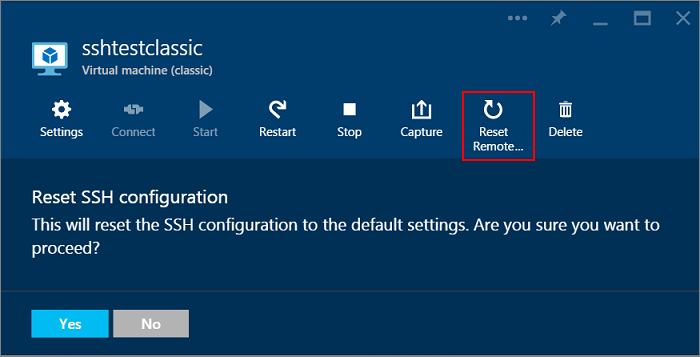 sshtestclassic
Virtual machine (classic)
Settings
Connect
Start
Restart
Stop
Capture
Reset
Remote...
Delete
Reset SSH configuration
This will reset the SSH configuration to the default settings. Are you sure you want to
proceed?
Yes
No